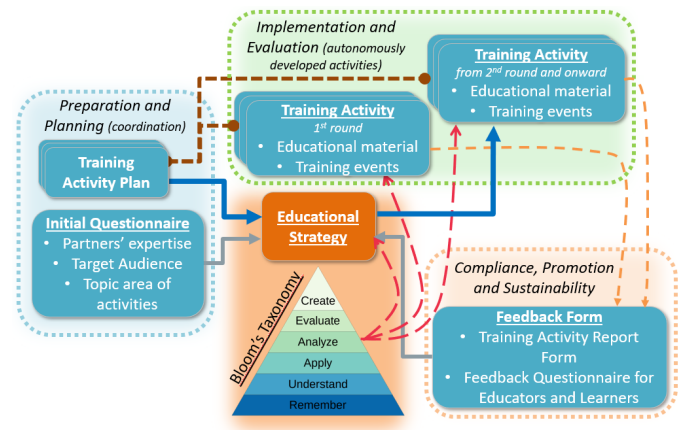 Implementation and
Evaluation (autonomously
developed activities)
Training Activity
from 2nd round and onward
• Educational material
• Training events
Preparation and
Planning (coordination)
Training Activity
1st round
• Educational material
• Training events
Training
Activity Plan
Initial Questionnaire
• Partners’ expertise
• Target Audience
• Topic area of
activities
Educational
Strategy
Bloom’s Taxonomy
Create
Evaluate
Analyze
Apply
Understand
Remember
Compliance, Promotion
and Sustainability
Feedback Form
• Training Activity Report
Form
• Feedback Questionnaire for
Educators and Learners